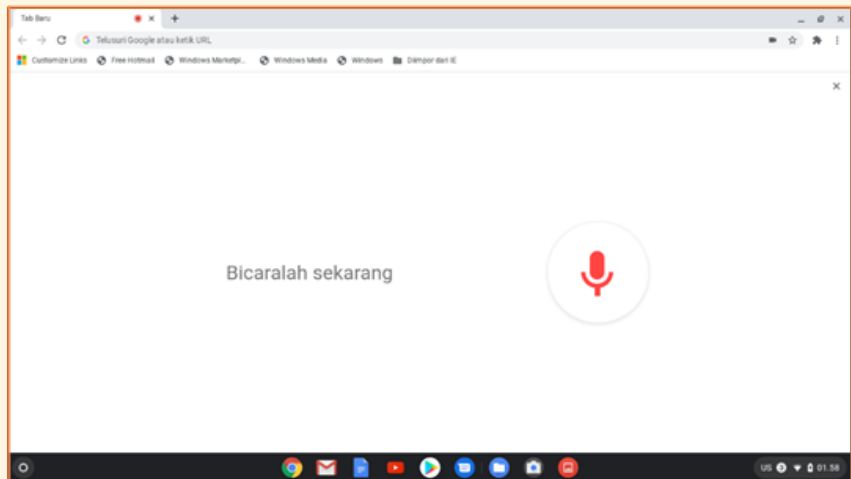 Tab Baru
Telusuri Google atau ketik URL
Customize Links Free Hotmail Windows Marketpl... Windows Media Windows Diimpor dari IE
Bicaralah sekarang
US 3 01.58